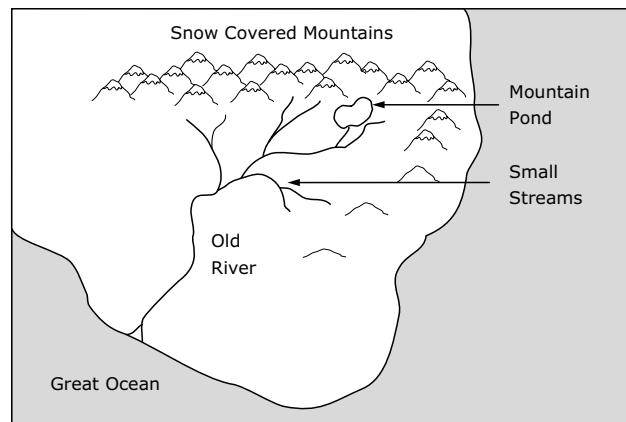 Snow Covered Mountains
Mountain
Pond
Small
Streams
Old
River
Great Ocean